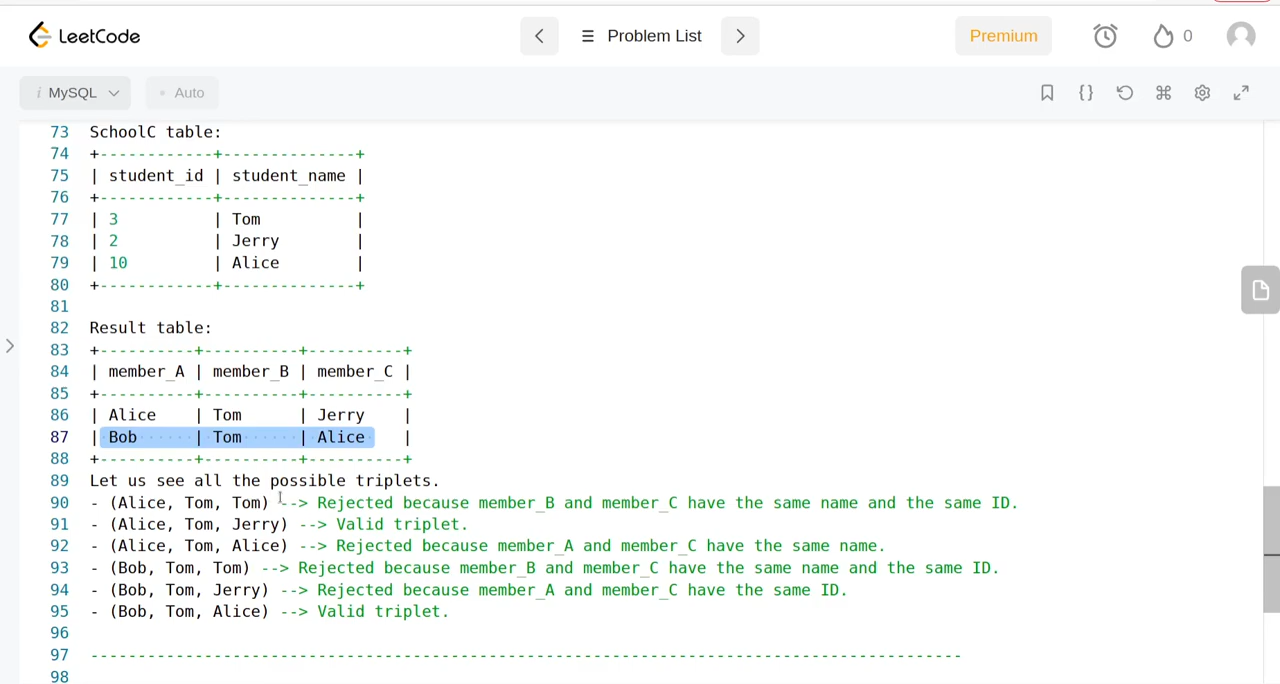 LeetCode
Problem List
Premium
0
i MySQL
Auto
{}
73 SchoolC table:
74 +------------+--------------+
75 | student_id | student_name |
76 +------------+--------------+
77 | 3          | Tom          |
78 | 2          | Jerry        |
79 | 10         | Alice        |
80 +------------+--------------+
81
82 Result table:
83 +----------+----------+----------+
84 | member_A | member_B | member_C |
85 +----------+----------+----------+
86 | Alice    | Tom      | Jerry    |
87 | Bob      | Tom      | Alice    |
88 +----------+----------+----------+
89 Let us see all the possible triplets.
90 - (Alice, Tom, Tom) --> Rejected because member_B and member_C have the same name and the same ID.
91 - (Alice, Tom, Jerry) --> Valid triplet.
92 - (Alice, Tom, Alice) --> Rejected because member_A and member_C have the same name.
93 - (Bob, Tom, Tom) --> Rejected because member_B and member_C have the same name and the same ID.
94 - (Bob, Tom, Jerry) --> Rejected because member_A and member_C have the same ID.
95 - (Bob, Tom, Alice) --> Valid triplet.
96
97 --------------------------------------------------------------------------------------------
98